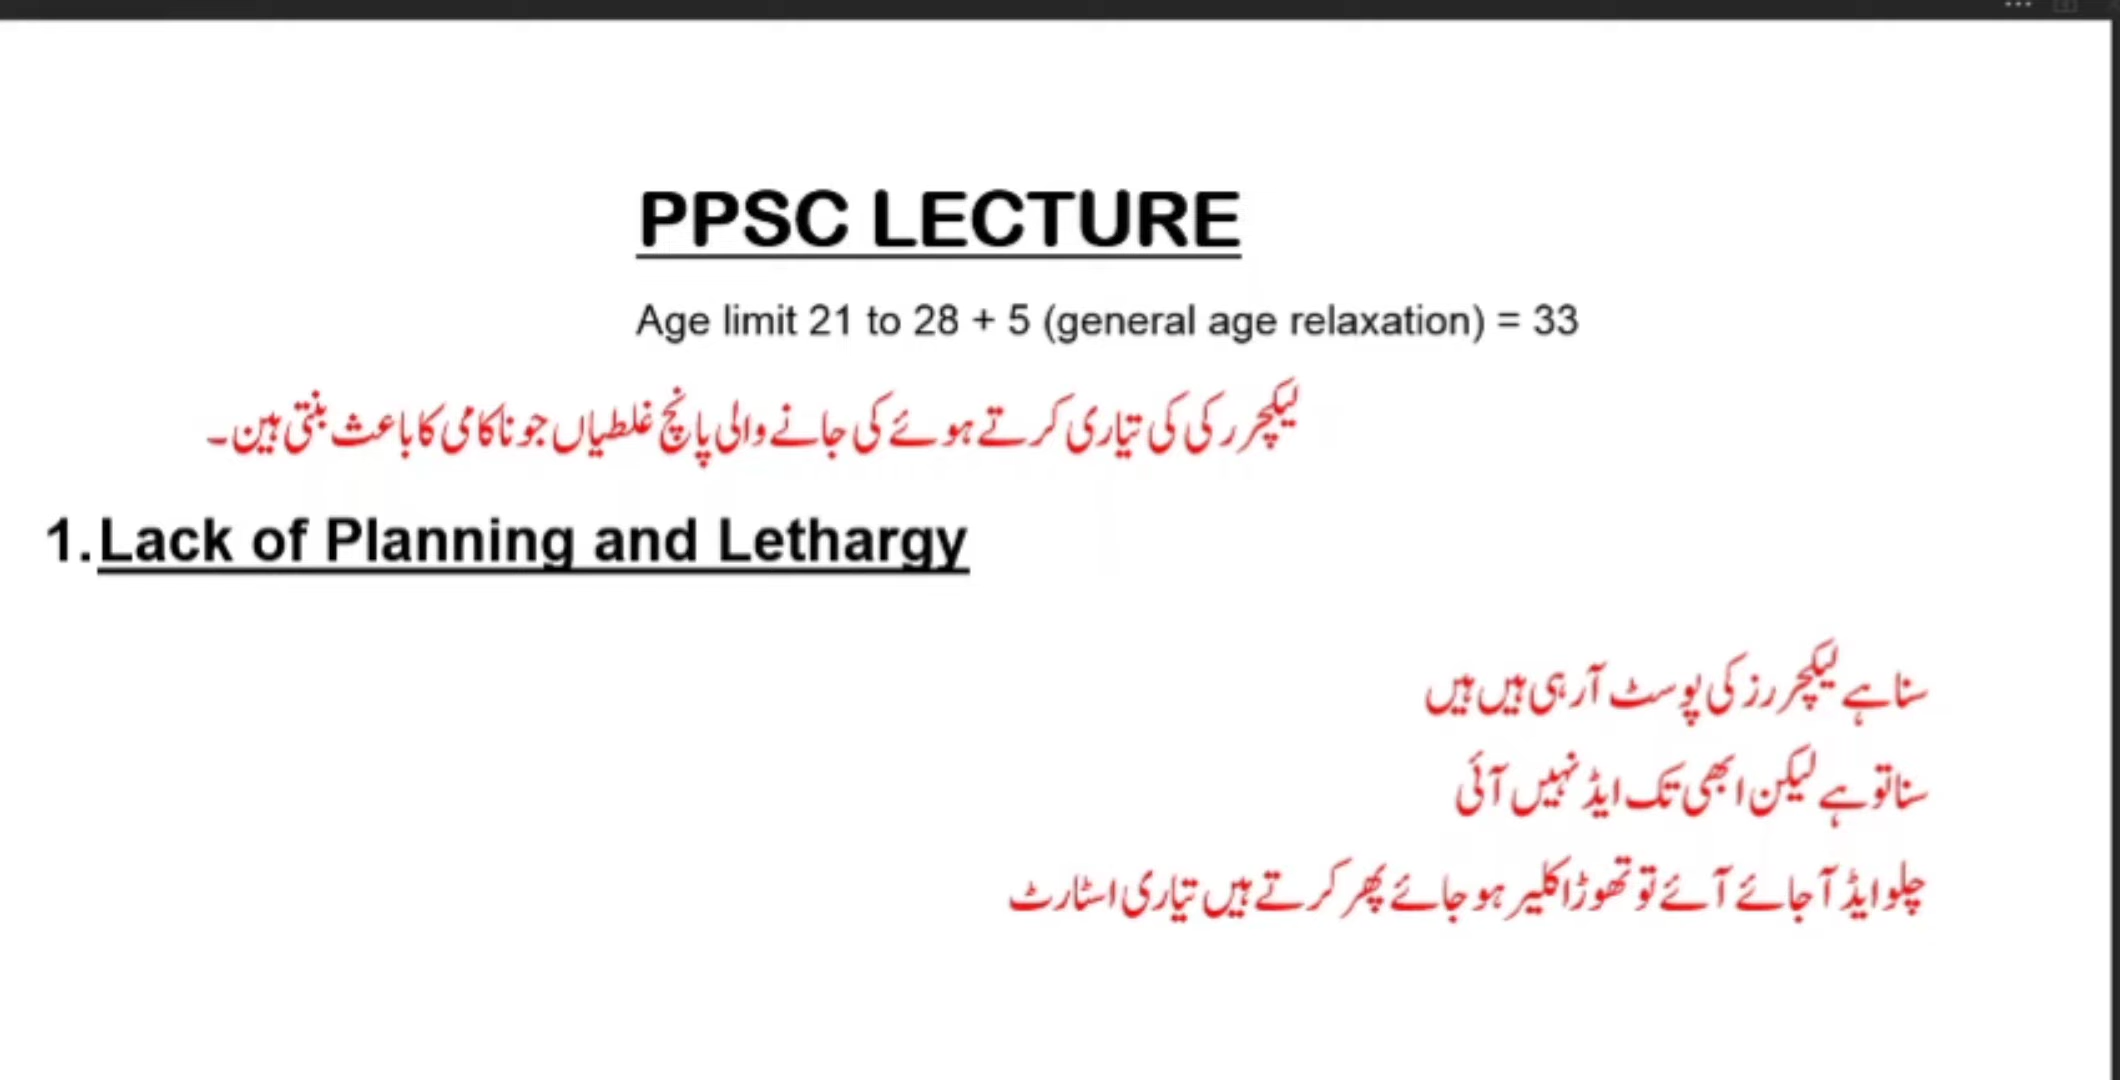 PPSC LECTURE
Age limit 21 to 28 + 5 (general age relaxation) = 33
لیکچرر کی کی تیاری کرتے ہوئے کی جانے والی پانچ غلطیاں جو ناکامی کا باعث بنتی ہین۔
1. Lack of Planning and Lethargy
سنا ہے لیکچررز کی پوسٹ آرہی ہیں ہیں
سنا تو ہے لیکن ابھی تک ایڈ نہیں آئی
چلو ایڈ آ جائے آئے تو تھوڑا کلیر ہو جائے پھر کرتے ہیں تیاری اسٹارٹ